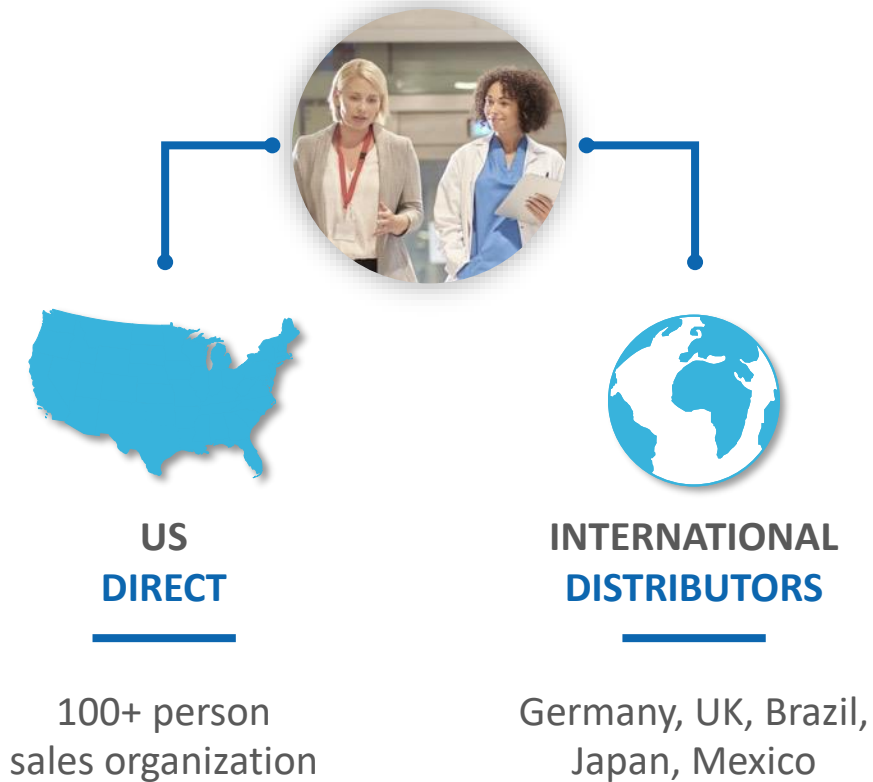 US
DIRECT
100+ person
sales organization
INTERNATIONAL
DISTRIBUTORS
Germany, UK, Brazil,
Japan, Mexico